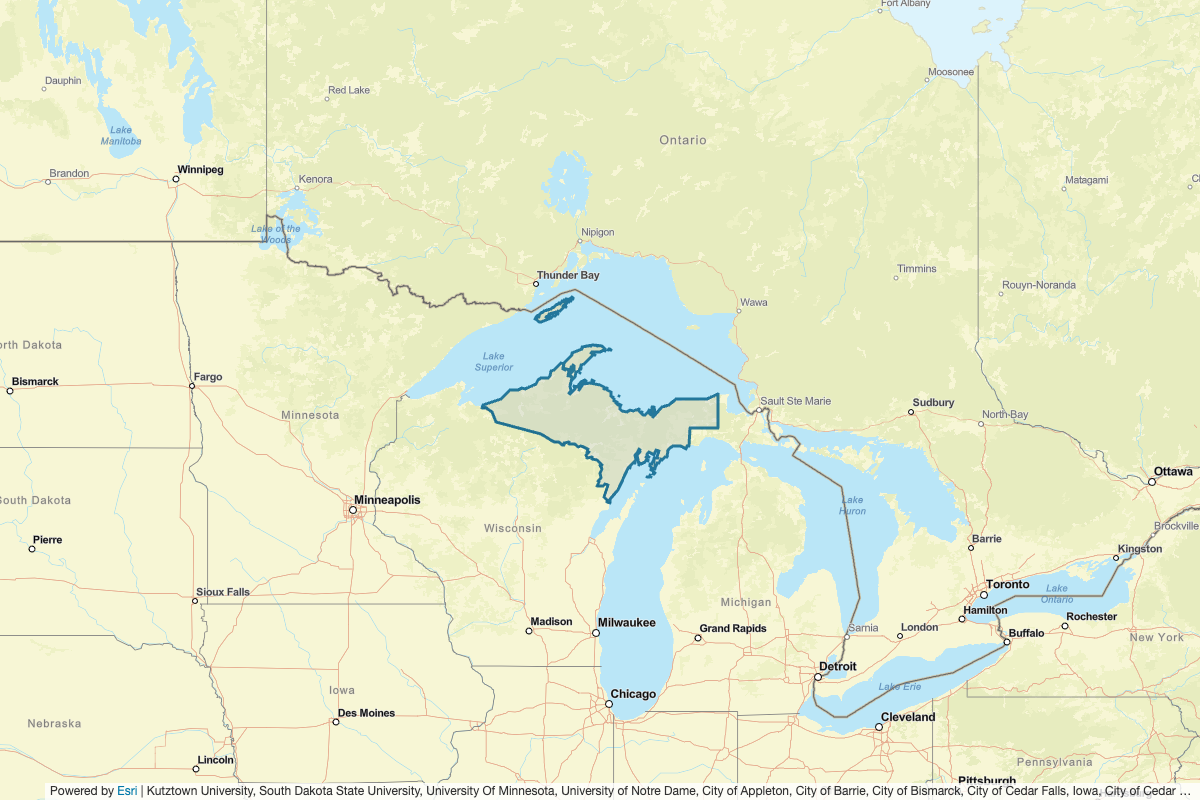 Fort Albany
Moosonee
Dauphin
Red Lake
Lake
Manitoba
Ontario
Winnipeg
Brandon
Kenora
Matagami
Lake of the
Woods
Nipigon
Thunder Bay
Timmins
Rouyn-Noranda
Wawa
orth Dakota
Lake
Superior
Bismarck
Fargo
Minnesota
Sault Ste Marie
Sudbury
North-Bay
Ottawa
South Dakota
Minneapolis
Lake
Huron
Wisconsin
Brockville
Pierre
Barrie
Kingston
Sioux Falls
Toronto
Lake
Ontario
Michigan
Hamilton
Madison
Milwaukee
Grand Rapids
Sarnia
London
Rochester
Buffalo
New York
Detroit
Iowa
Chicago
Lake Erie
Des Moines
Cleveland
Nebraska
Lincoln
Pennsylvania
Pittsburgh
Powered by Esri | Kutztown University, South Dakota State University, University Of Minnesota, University of Notre Dame, City of Appleton, City of Barrie, City of Bismarck, City of Cedar Falls, Iowa, City of Cedar ...